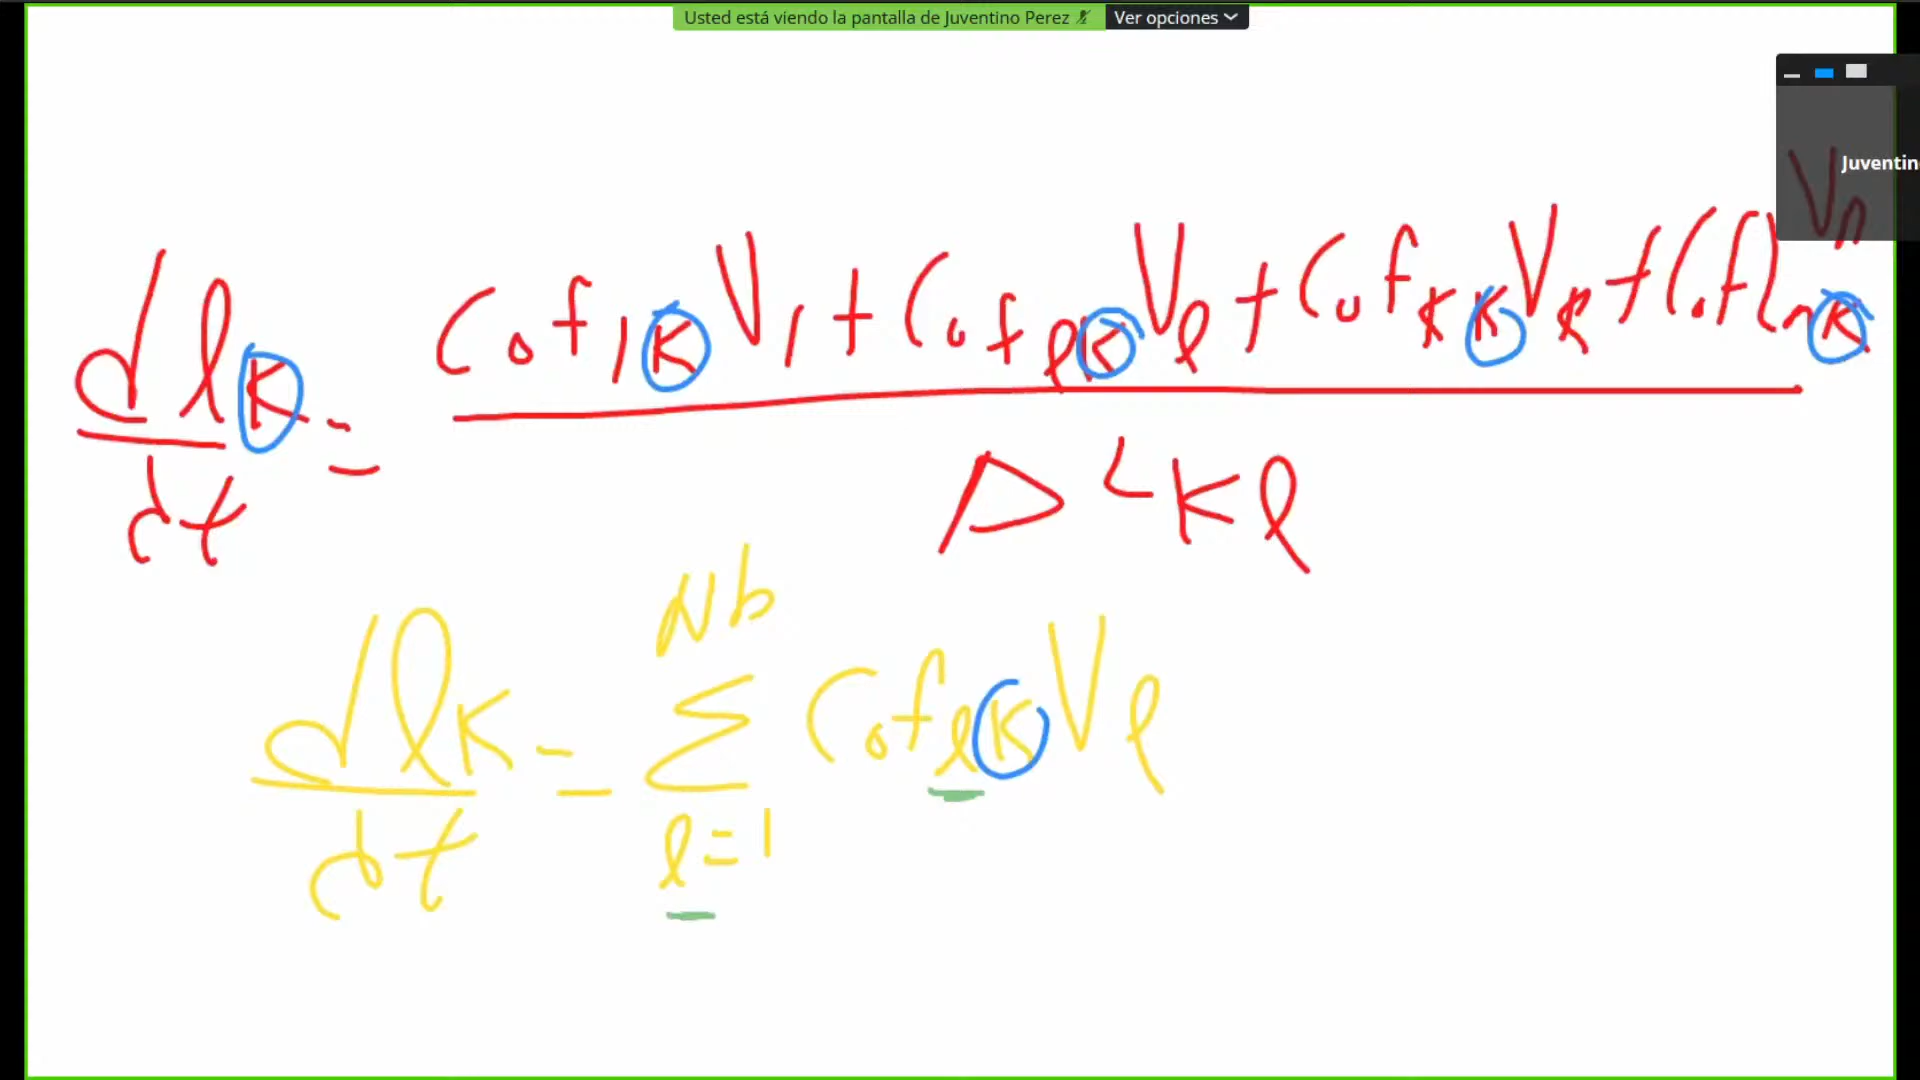 Usted está viendo la pantalla de Juventino Perez Ver opciones
Juventin
dlK/dt = (Cof1K V1 + CoflK Vl + CofKK VK + CofnK Vn) / Δ LKl
dlK/dt = Σ_{l=1}^{Nb} CoflK Vl